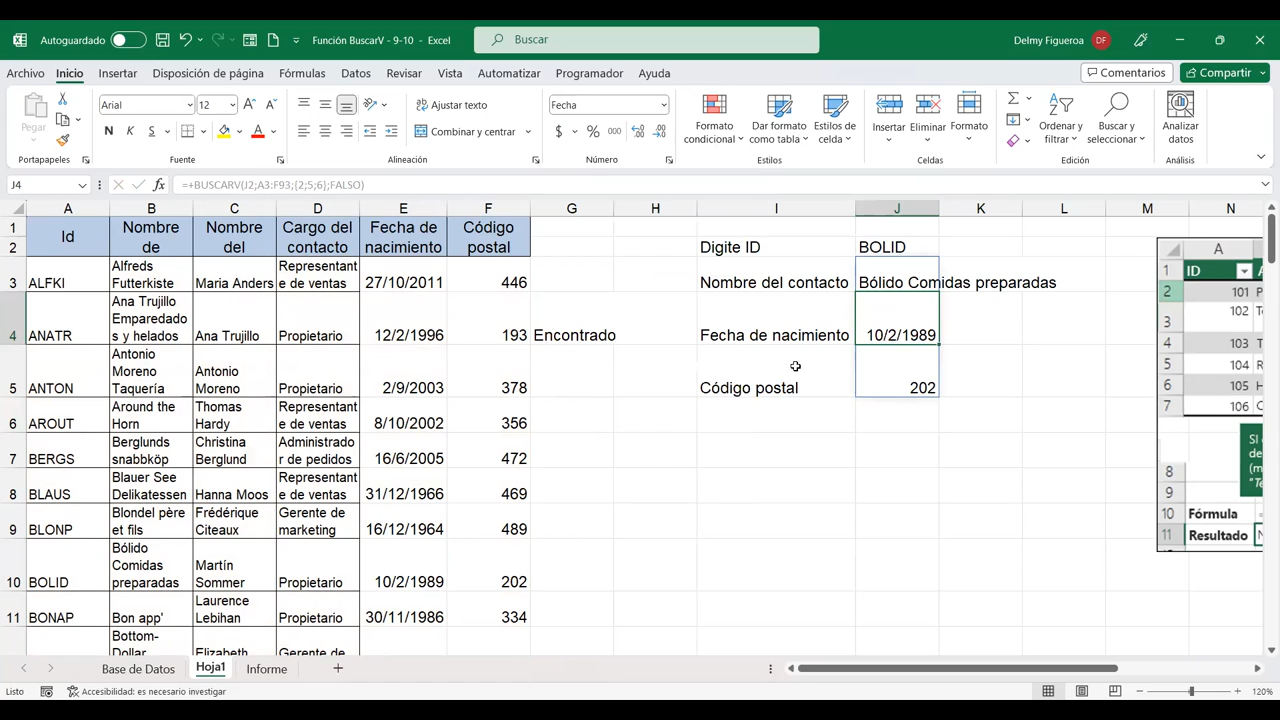 Autoguardado
Función BuscarV - 9-10 - Excel
Buscar
Delmy Figueroa
DF
Archivo Inicio Insertar Disposición de página Fórmulas Datos Revisar Vista Automatizar Programador Ayuda
Comentarios
Compartir
Pegar
Portapapeles
Arial 12
N K S
Fuente
Ajustar texto
Combinar y centrar
Alineación
Fecha
$ % 000
Número
Formato
condicional
Dar formato
como tabla
Estilos de
celda
Estilos
Insertar Eliminar Formato
Celdas
Ordenar y
filtrar
Buscar y
seleccionar
Edición
Analizar
datos
Análisis
J4
=+BUSCARV(J2;A3:F93;{2;5;6};FALSO)
A B C D E F G H I J K L M N
1
2
Id
Nombre
de
Nombre
del
Cargo del
contacto
Fecha de
nacimiento
Código
postal
Digite ID BOLID
3 ALFKI
Alfreds
Futterkiste
Maria Anders
Representant
e de ventas
27/10/2011 446
Nombre del contacto Bólido Comidas preparadas
4 ANATR
Ana Trujillo
Emparedado
s y helados
Ana Trujillo Propietario 12/2/1996 193 Encontrado
Fecha de nacimiento 10/2/1989
5 ANTON
Antonio
Moreno
Taquería
Antonio
Moreno
Propietario 2/9/2003 378
Código postal 202
6 AROUT
Around the
Horn
Thomas
Hardy
Representant
e de ventas
8/10/2002 356
7 BERGS
Berglunds
snabbköp
Christina
Berglund
Administrado
r de pedidos
16/6/2005 472
8 BLAUS
Blauer See
Delikatessen
Hanna Moos
Representant
e de ventas
31/12/1966 469
9 BLONP
Blondel père
et fils
Frédérique
Citeaux
Gerente de
marketing
16/12/1964 489
10 BOLID
Bólido
Comidas
preparadas
Martín
Sommer
Propietario 10/2/1989 202
11 BONAP
Bon app'
Laurence
Lebihan
Propietario 30/11/1986 334
Bottom-
Dollar
Elizabeth
Gerente de
A
1 ID
2 101 P
3 102
4 103 T
5 104 R
6 105 H
7 106
SI
de
(m
8
9
10 Fórmula =
11 Resultado
Base de Datos Hoja1 Informe
Listo
Accesibilidad: es necesario investigar
120%